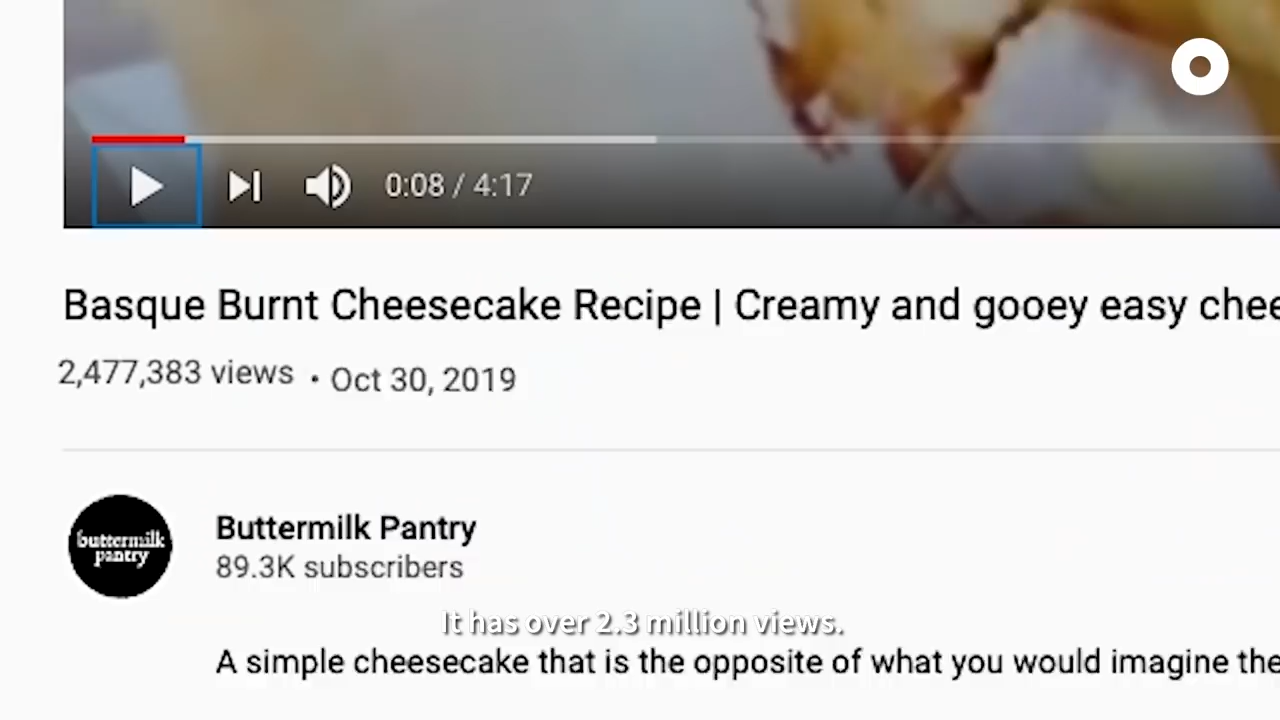 0:08 / 4:17
Basque Burnt Cheesecake Recipe | Creamy and gooey easy chee
2,477,383 views • Oct 30, 2019
buttermilk
pantry
Buttermilk Pantry
89.3K subscribers
It has over 2.3 million views.
A simple cheesecake that is the opposite of what you would imagine the